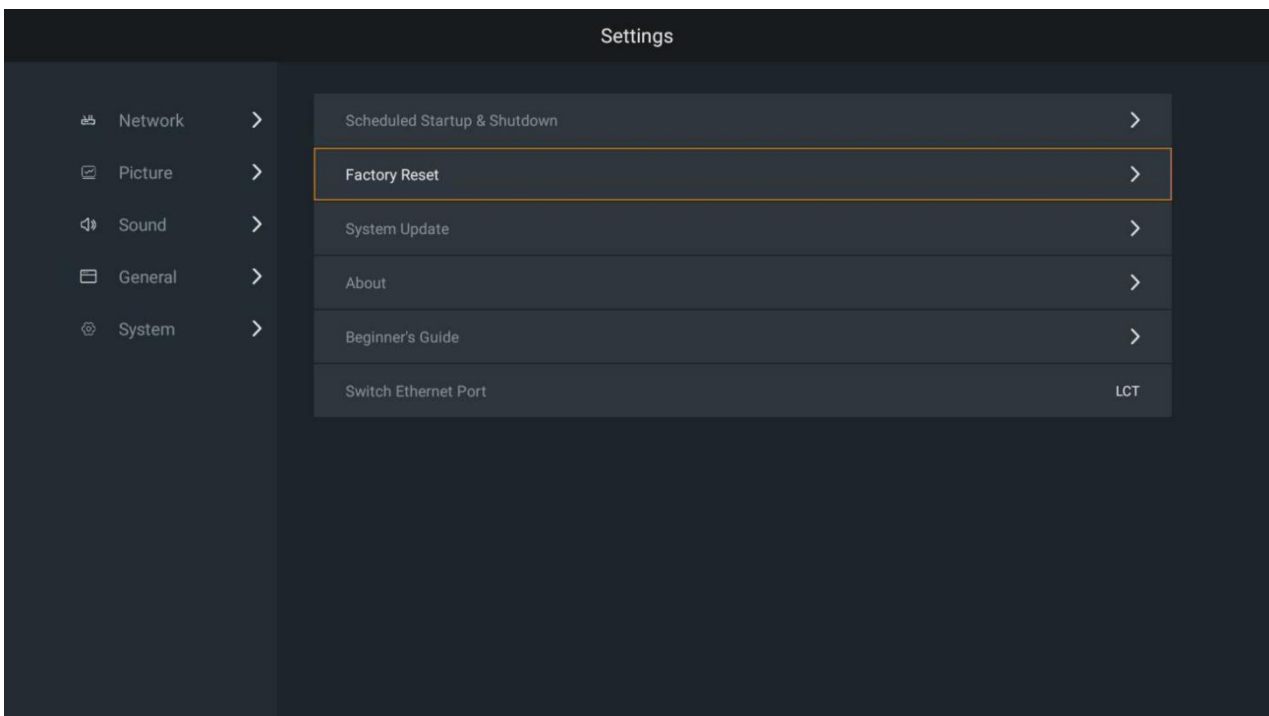 Settings
Network
Picture
Sound
General
System
Scheduled Startup & Shutdown
Factory Reset
System Update
About
Beginner's Guide
Switch Ethernet Port LCT